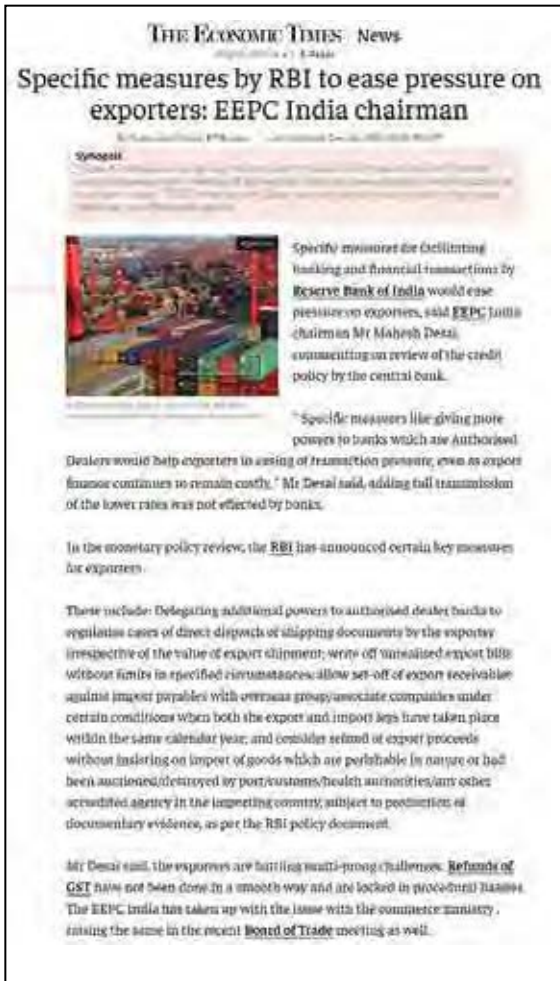 THE ECONOMIC TIMES News
Specific measures by RBI to ease pressure on
exporters: EEPC India chairman
Synopsis
Specific measures for facilitating
banking and financial transactions by
Reserve Bank of India would ease
pressure on exporters, said EEPC India
chairman Mr Mahesh Desai,
commenting on review of the credit
policy by the central bank.
"Specific measures like giving more
powers to banks which are Authorised
Dealers would help exporters in easing of transaction pressure, even as export
finance continues to remain costly," Mr Desai said, adding full transmission
of the lower rates was not effected by banks.
In the monetary policy review, the RBI has announced certain key measures
for exporters
These include: Delegating additional powers to authorised dealer banks to
regularise cases of direct dispatch of shipping documents by the exporter
irrespective of the value of export shipment; write off unrealised export bills
without limits in specified circumstances; allow set-off of export receivables
against import payables with overseas group/associate companies under
certain conditions when both the export and import legs have taken place
within the same calendar year; and consider refund of export proceeds
without insisting on import of goods which are perishable in nature or had
been auctioned/destroyed by port/customs/health authorities/any other
accredited agency in the importing country, subject to production of
documentary evidence, as per the RBI policy document.
Mr Desai said, the exporters are battling multi-prong challenges. Refunds of
GST have not been done in a smooth way and are locked in procedural hassles.
The EEPC India has taken up with the issue with the commerce ministry,
raising the same in the recent Board of Trade meeting as well.